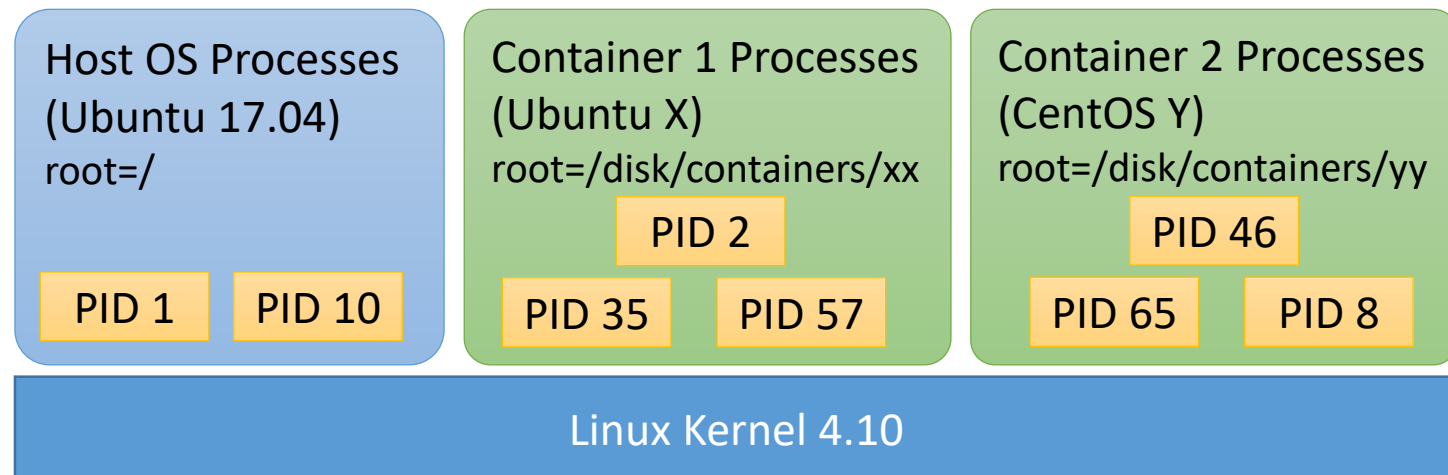 Host OS Processes
(Ubuntu 17.04)
root=/
PID 1
PID 10
Container 1 Processes
(Ubuntu X)
root=/disk/containers/xx
PID 2
PID 35
PID 57
Container 2 Processes
(CentOS Y)
root=/disk/containers/yy
PID 46
PID 65
PID 8
Linux Kernel 4.10